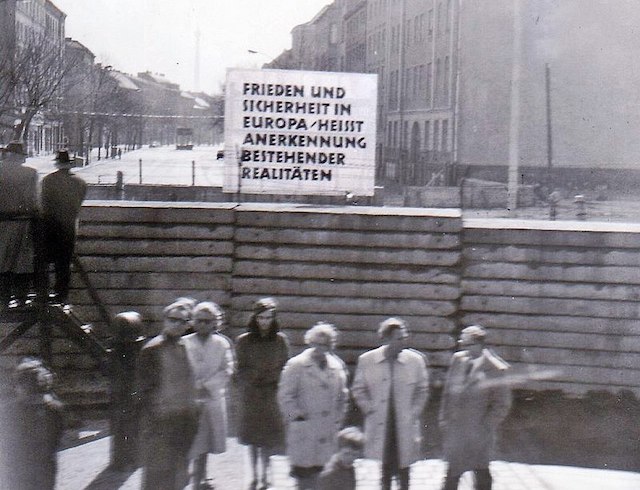 FRIEDEN UND
SICHERHEIT IN
EUROPA/HEISST
ANERKENNUNG
BESTEHENDER
REALITÄTEN